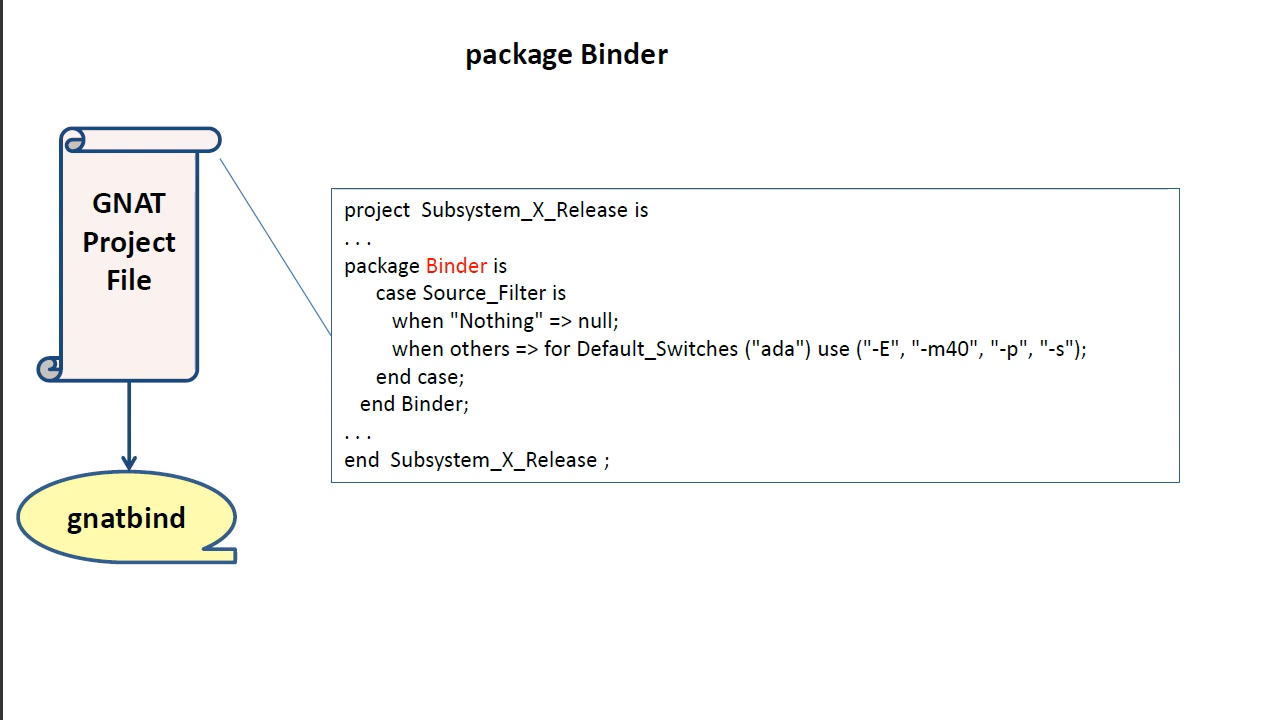 package Binder
GNAT
Project
File
gnatbind
project  Subsystem_X_Release is
. . .
package Binder is
case Source_Filter is
when "Nothing" => null;
when others => for Default_Switches ("ada") use ("-E", "-m40", "-p", "-s");
end case;
end Binder;
. . .
end  Subsystem_X_Release ;